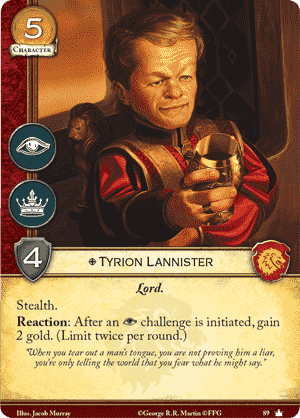 5
CHARACTER
4
TYRION LANNISTER
Lord.
Stealth.
Reaction: After an challenge is initiated, gain
2 gold. (Limit twice per round.)
"When you tear out a man's tongue, you are not proving him a liar,
you're only telling the world that you fear what he might say."
Illus. Jacob Murray ©George R.R. Martin ©FFG 89